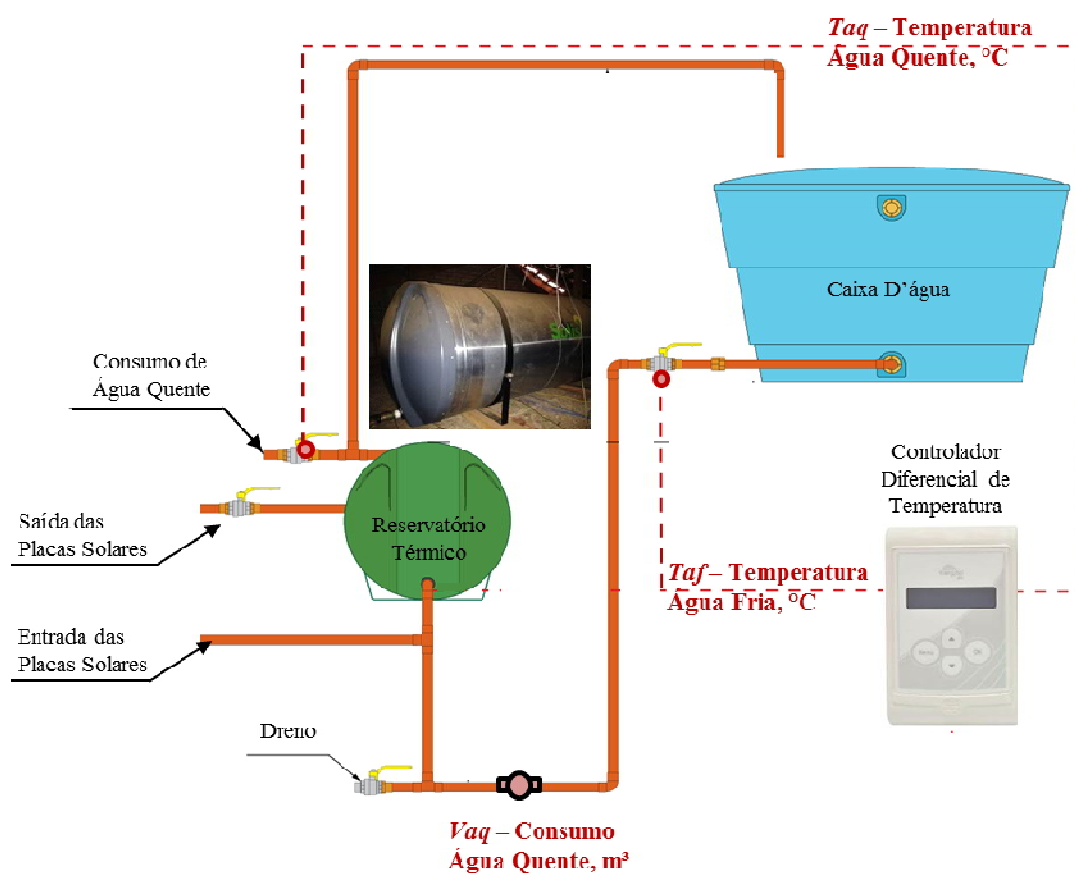 Taq – Temperatura
Água Quente, °C
Caixa D'água
Consumo de
Água Quente
Controlador
Diferencial de
Temperatura
Saída das
Placas Solares
Reservatório
Térmico
Taf – Temperatura
Água Fria, °C
Entrada das
Placas Solares
Dreno
Vaq – Consumo
Água Quente, m³